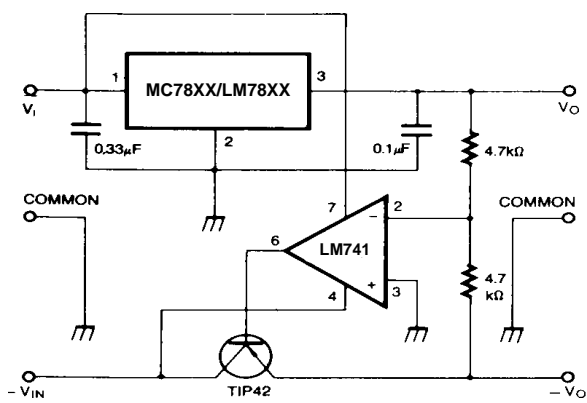 MC78XX/LM78XX
1
3
2
V_I
V_O
0.33µF
0.1µF
4.7kΩ
COMMON
COMMON
7
2
6
LM741
−
+
3
4
4.7
kΩ
−V_IN
TIP42
−V_O